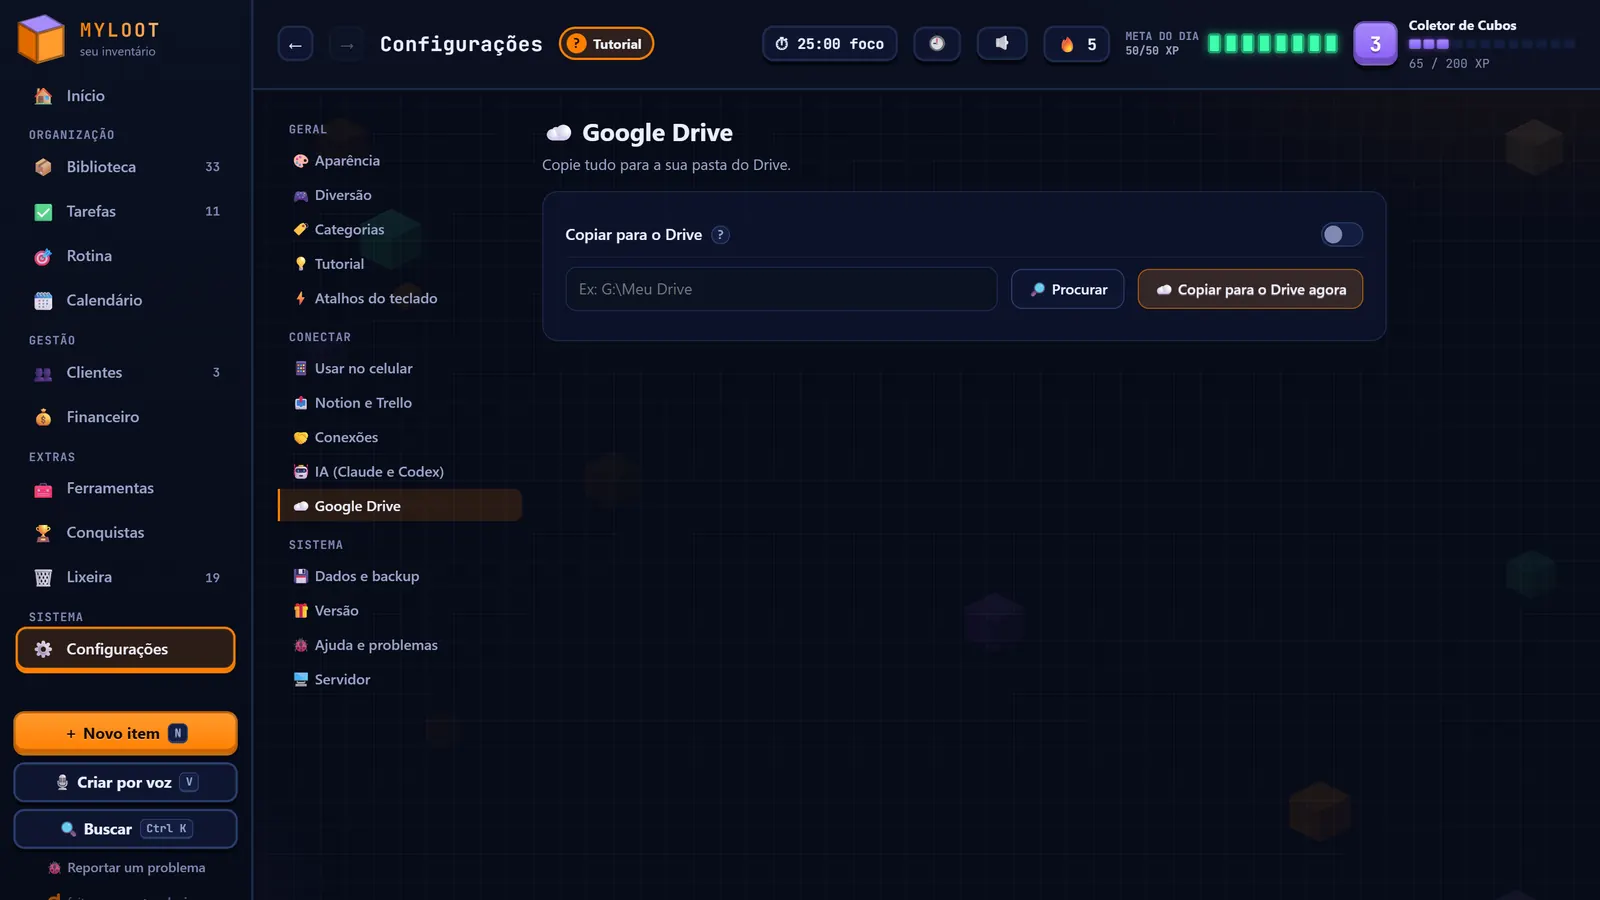 MYLOOT
seu inventário
Início
ORGANIZAÇÃO
Biblioteca 33
Tarefas 11
Rotina
Calendário
GESTÃO
Clientes 3
Financeiro
EXTRAS
Ferramentas
Conquistas
Lixeira 19
SISTEMA
Configurações
+ Novo item N
Criar por voz V
Buscar Ctrl K
Reportar um problema
← → Configurações ? Tutorial
25:00 foco
5
META DO DIA
50/50 XP
3
Coletor de Cubos
65 / 200 XP
GERAL
Aparência
Diversão
Categorias
Tutorial
Atalhos do teclado
CONECTAR
Usar no celular
Notion e Trello
Conexões
IA (Claude e Codex)
Google Drive
SISTEMA
Dados e backup
Versão
Ajuda e problemas
Servidor
Google Drive
Copie tudo para a sua pasta do Drive.
Copiar para o Drive ?
Ex: G:\Meu Drive
Procurar
Copiar para o Drive agora